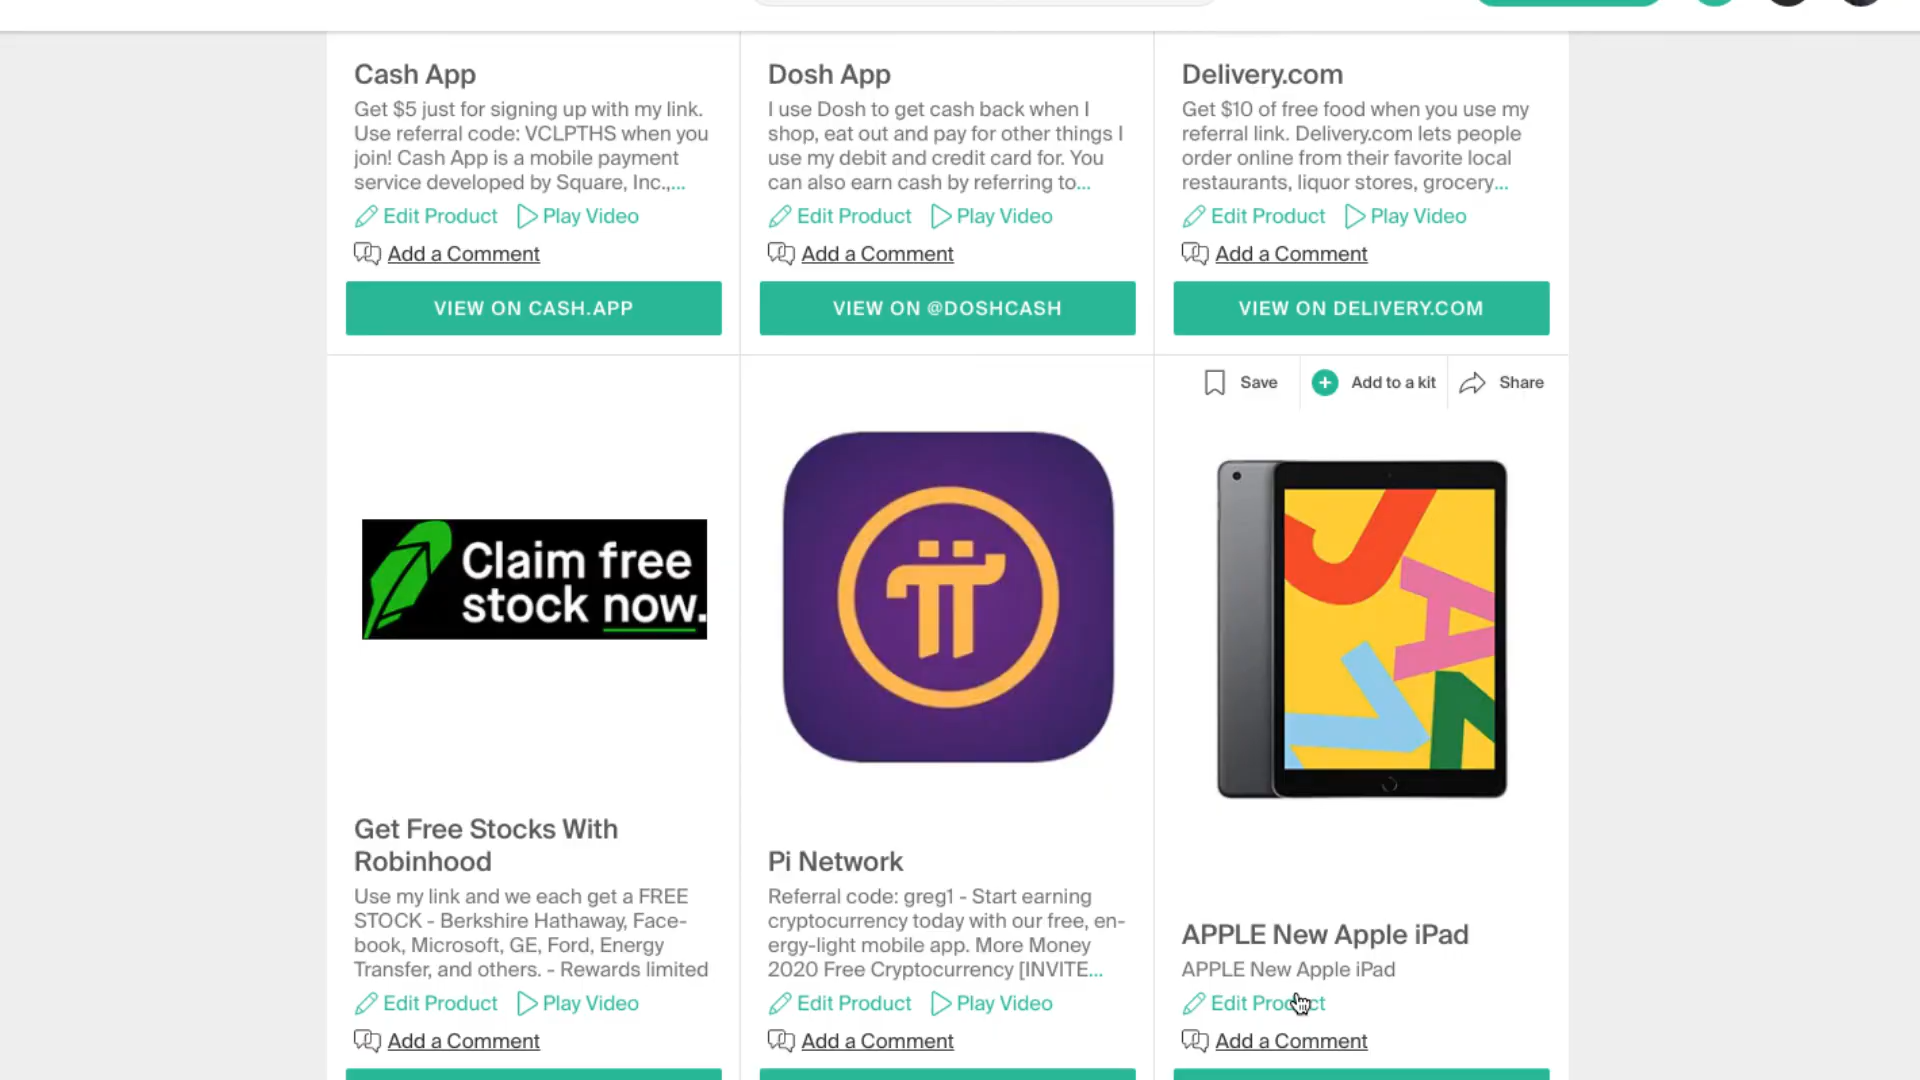 Cash App
Get $5 just for signing up with my link.
Use referral code: VCLPTHS when you
join! Cash App is a mobile payment
service developed by Square, Inc.,...
Edit Product
Play Video
Add a Comment
VIEW ON CASH.APP
Dosh App
I use Dosh to get cash back when I
shop, eat out and pay for other things I
use my debit and credit card for. You
can also earn cash by referring to...
Edit Product
Play Video
Add a Comment
VIEW ON @DOSHCASH
Delivery.com
Get $10 of free food when you use my
referral link. Delivery.com lets people
order online from their favorite local
restaurants, liquor stores, grocery...
Edit Product
Play Video
Add a Comment
VIEW ON DELIVERY.COM
Claim free
stock now.
Get Free Stocks With
Robinhood
Use my link and we each get a FREE
STOCK - Berkshire Hathaway, Face-
book, Microsoft, GE, Ford, Energy
Transfer, and others. - Rewards limited
Edit Product
Play Video
Add a Comment
Pi Network
Referral code: greg1 - Start earning
cryptocurrency today with our free, en-
ergy-light mobile app. More Money
2020 Free Cryptocurrency [INVITE...
Edit Product
Play Video
Add a Comment
Save
Add to a kit
Share
APPLE New Apple iPad
APPLE New Apple iPad
Edit Product
Add a Comment